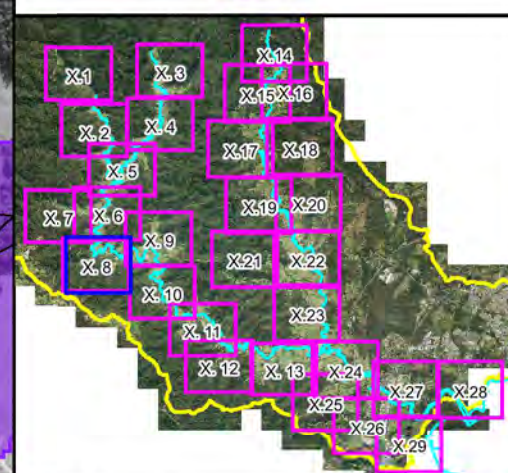 X.14
X.1
X. 3
X.15
X.16
X. 2
X. 4
X.17
X.18
X. 5
X. 7
X. 6
X.19
X.20
X. 9
X. 8
X.21
X.22
X. 10
X. 11
X.23
X. 12
X. 13
X.24
X.27
X.28
X.25
X.26
X.29